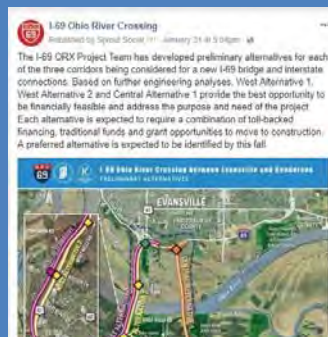 I-69 Ohio River Crossing
Published by Sprout Social · January 31 at 5:04pm ·
The I-69 ORX Project Team has developed preliminary alternatives for each
of the three corridors being considered for a new I-69 bridge and interstate
connections. Based on further engineering analyses, West Alternative 1,
West Alternative 2 and Central Alternative 1 provide the best opportunity to
be financially feasible and address the purpose and need of the project.
Each alternative is expected to require a combination of toll-backed
financing, traditional funds and grant opportunities to move to construction.
A preferred alternative is expected to be identified by this fall.
69
I-69 Ohio River Crossing Between Evansville and Henderson
PRELIMINARY ALTERNATIVES
EVANSVILLE